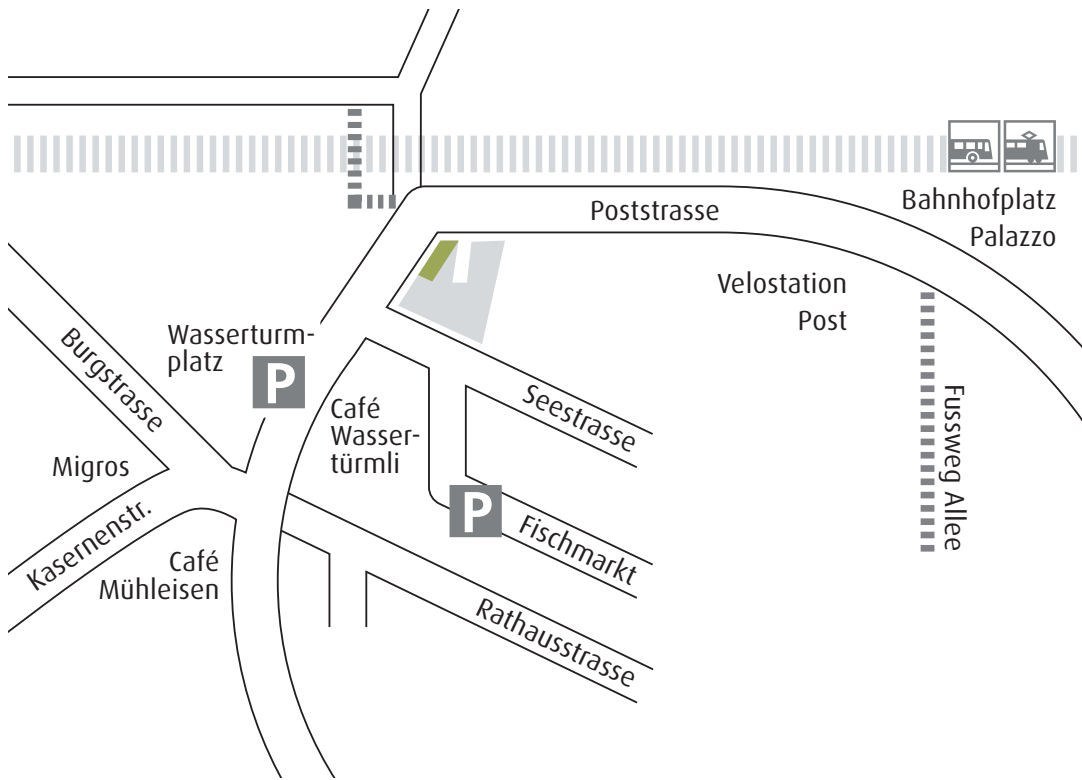 Poststrasse
Bahnhofplatz
Palazzo
Velostation
Post
Wasserturm-
platz
P
Burgstrasse
Café
Wasser-
türmli
Seestrasse
Fussweg Allee
Migros
P
Fischmarkt
Kasernenstr.
Café
Mühleisen
Rathausstrasse